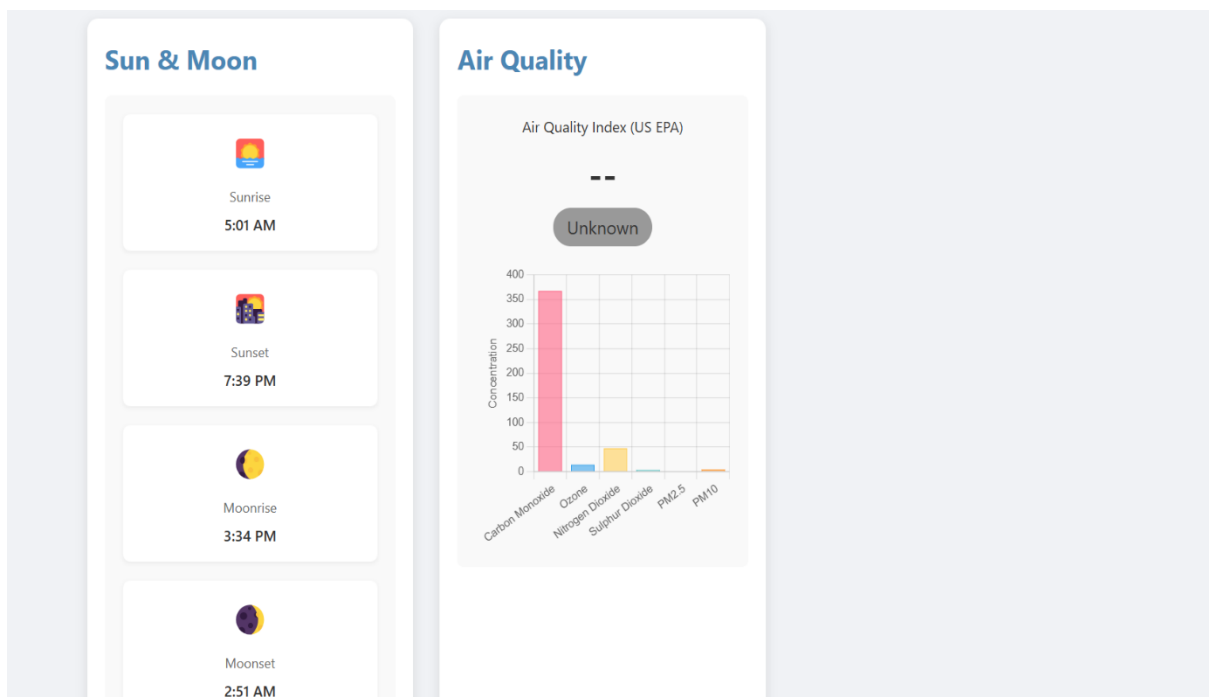 Sun & Moon
Sunrise
5:01 AM
Sunset
7:39 PM
Moonrise
3:34 PM
Moonset
2:51 AM
Air Quality
Air Quality Index (US EPA)
--
Unknown
Concentration
400
350
300
250
200
150
100
50
0
Carbon Monoxide
Ozone
Nitrogen Dioxide
Sulphur Dioxide
PM2.5
PM10